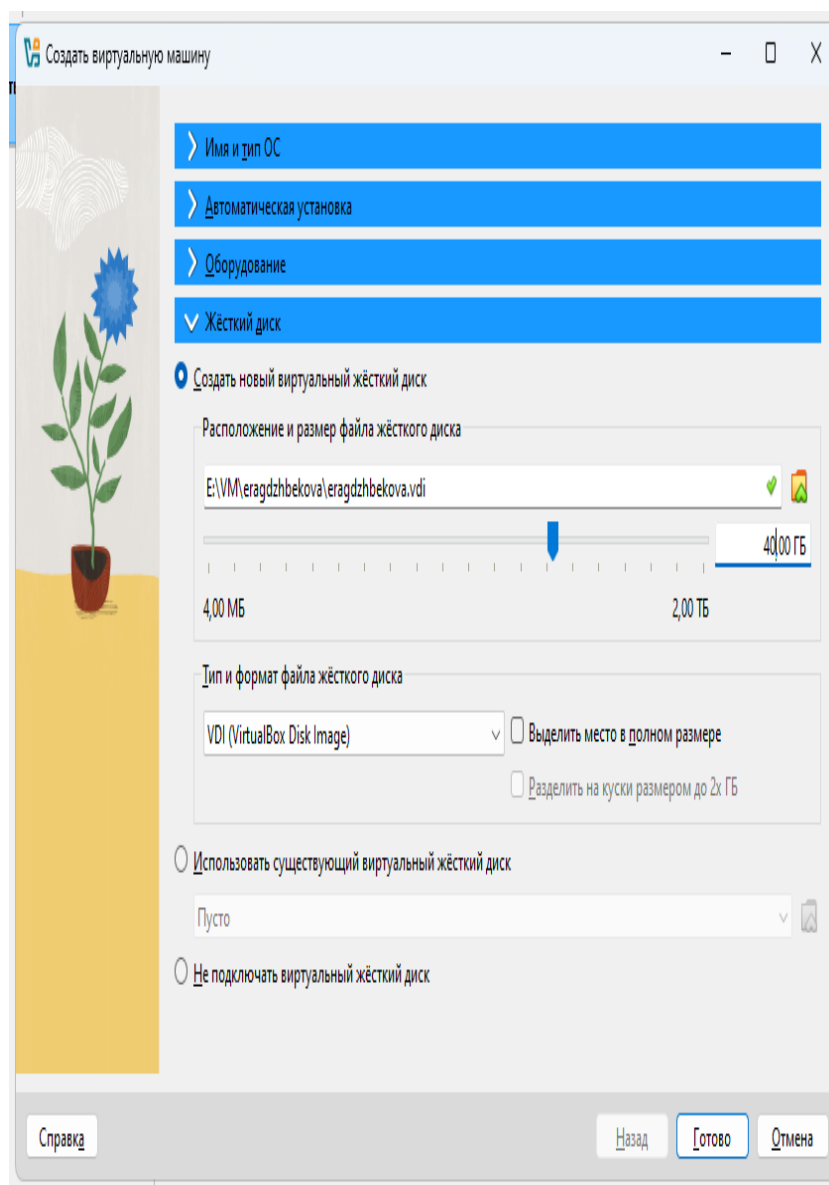 Создать виртуальную машину
Имя и тип ОС
Автоматическая установка
Оборудование
Жёсткий диск
Создать новый виртуальный жёсткий диск
Расположение и размер файла жёсткого диска
E:\VM\eragdzhbekova\eragdzhbekova.vdi
40,00 ГБ
4,00 МБ 2,00 ТБ
Тип и формат файла жёсткого диска
VDI (VirtualBox Disk Image) Выделить место в полном размере
Разделить на куски размером до 2х ГБ
Использовать существующий виртуальный жёсткий диск
Пусто
Не подключать виртуальный жёсткий диск
Справка Назад Готово Отмена